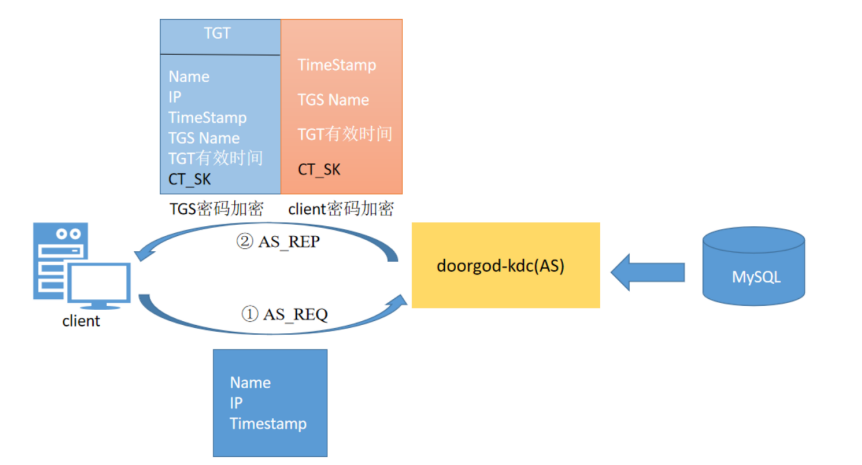 TGT
Name
IP
TimeStamp
TGS Name
TGT有效时间
CT_SK
TimeStamp
TGS Name
TGT有效时间
CT_SK
TGS密码加密
client密码加密
② AS_REP
doorgod-kdc(AS)
MySQL
client
① AS_REQ
Name
IP
Timestamp